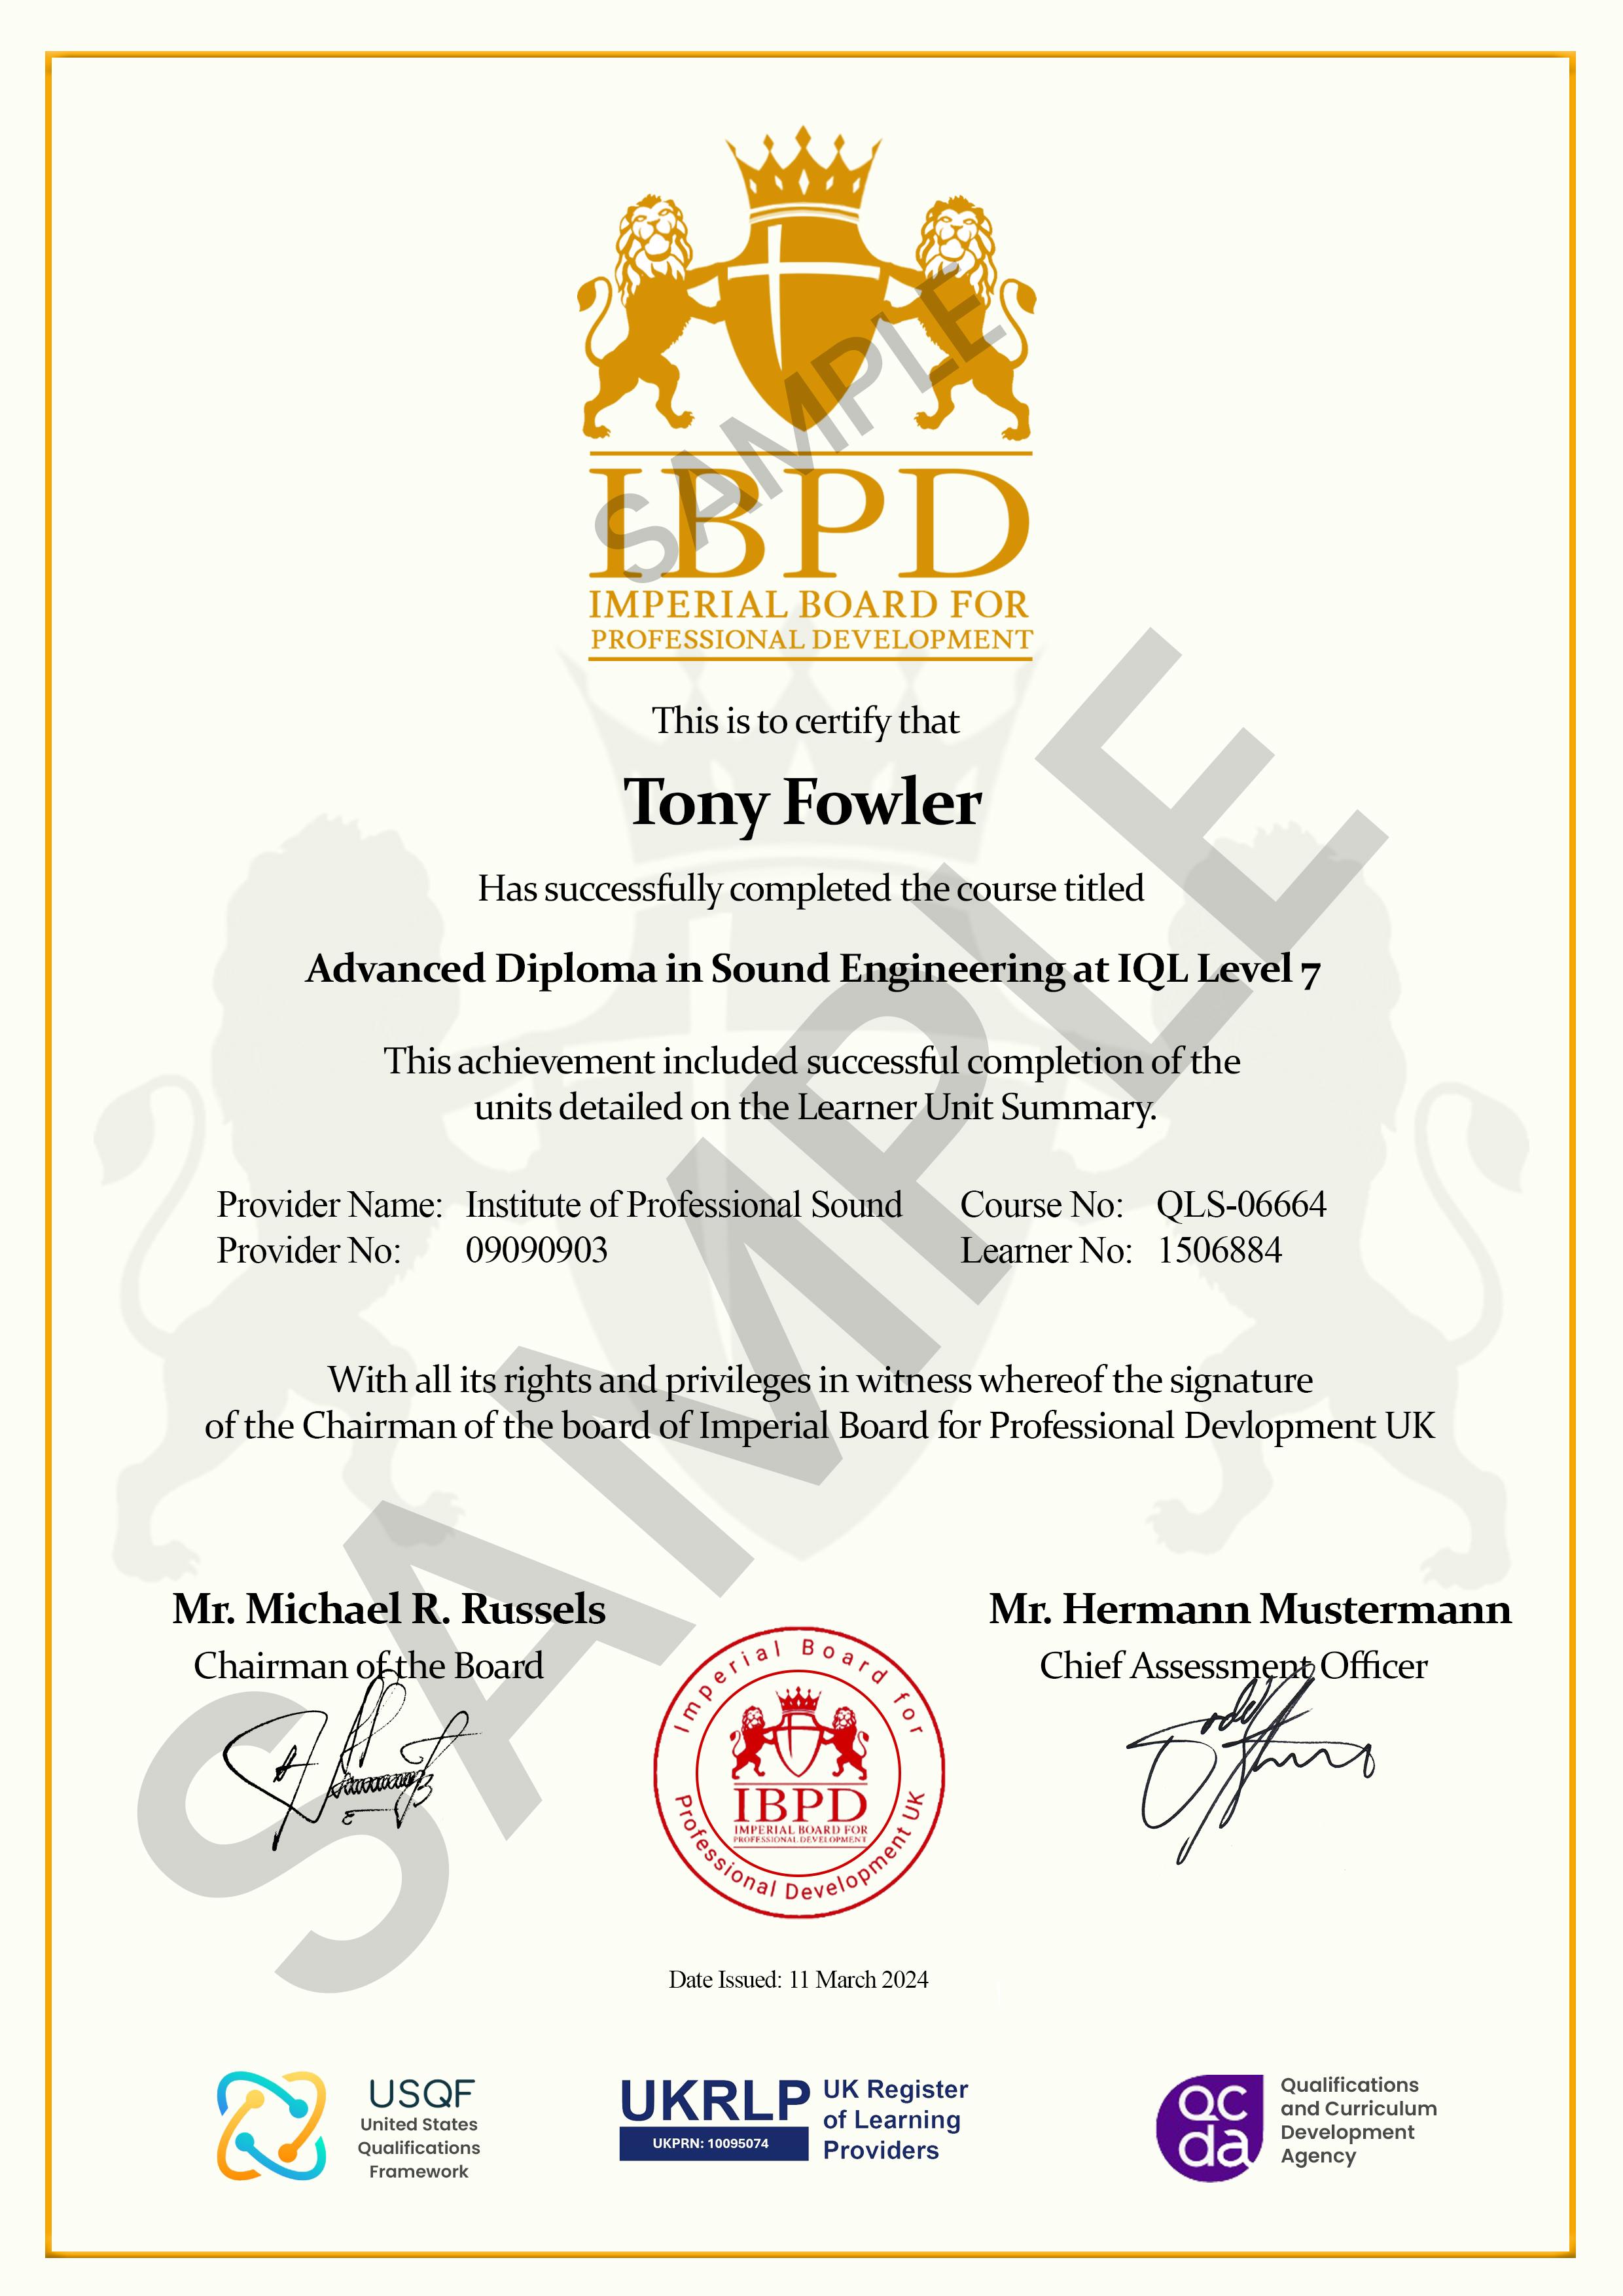 IBPD
IMPERIAL BOARD FOR
PROFESSIONAL DEVELOPMENT
SAMPLE
This is to certify that
Tony Fowler
Has successfully completed the course titled
Advanced Diploma in Sound Engineering at IQL Level 7
This achievement included successful completion of the
units detailed on the Learner Unit Summary.
Provider Name: Institute of Professional Sound Course No: QLS-06664
Provider No: 09090903 Learner No: 1506884
With all its rights and privileges in witness whereof the signature
of the Chairman of the board of Imperial Board for Professional Devlopment UK
SAMPLE
Mr. Michael R. Russels
Chairman of the Board
Mr. Hermann Mustermann
Chief Assessment Officer
Imperial Board for
IBPD
IMPERIAL BOARD FOR
PROFESSIONAL DEVELOPMENT
Professional Development UK
Date Issued: 11 March 2024
USQF
United States
Qualifications
Framework
UKRLP
UKPRN: 10095074
UK Register
of Learning
Providers
QC
da
Qualifications
and Curriculum
Development
Agency